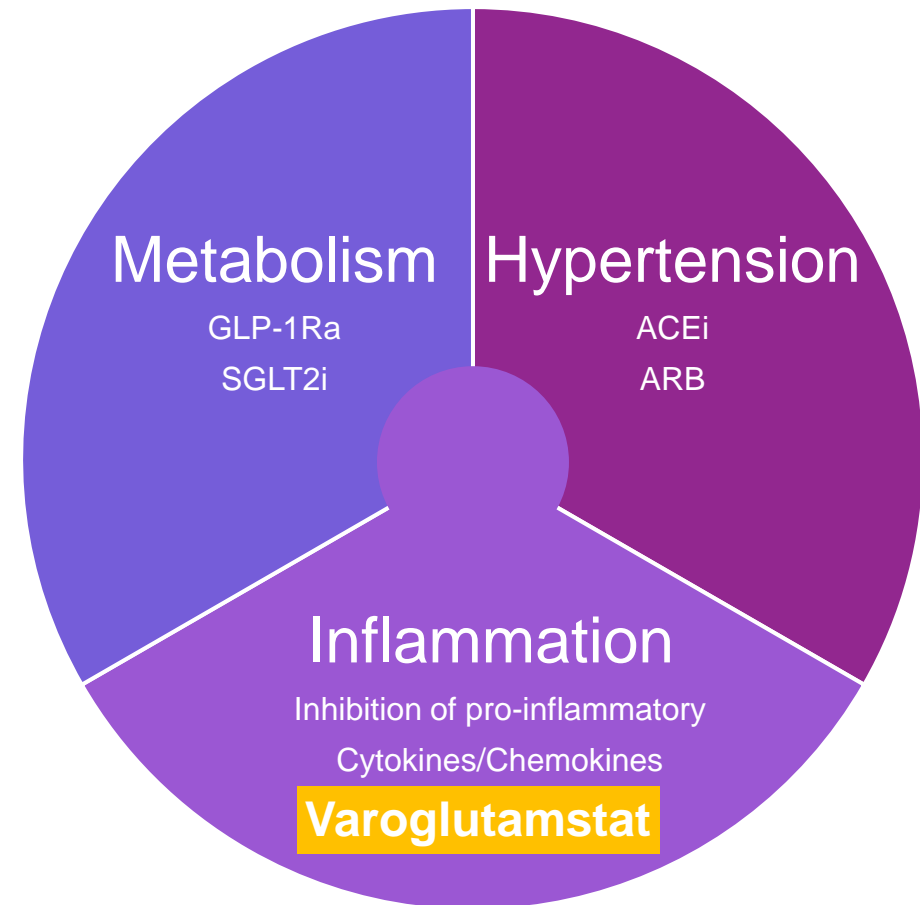 Metabolism
GLP-1Ra
SGLT2i
Hypertension
ACEi
ARB
Inflammation
Inhibition of pro-inflammatory
Cytokines/Chemokines
Varoglutamstat